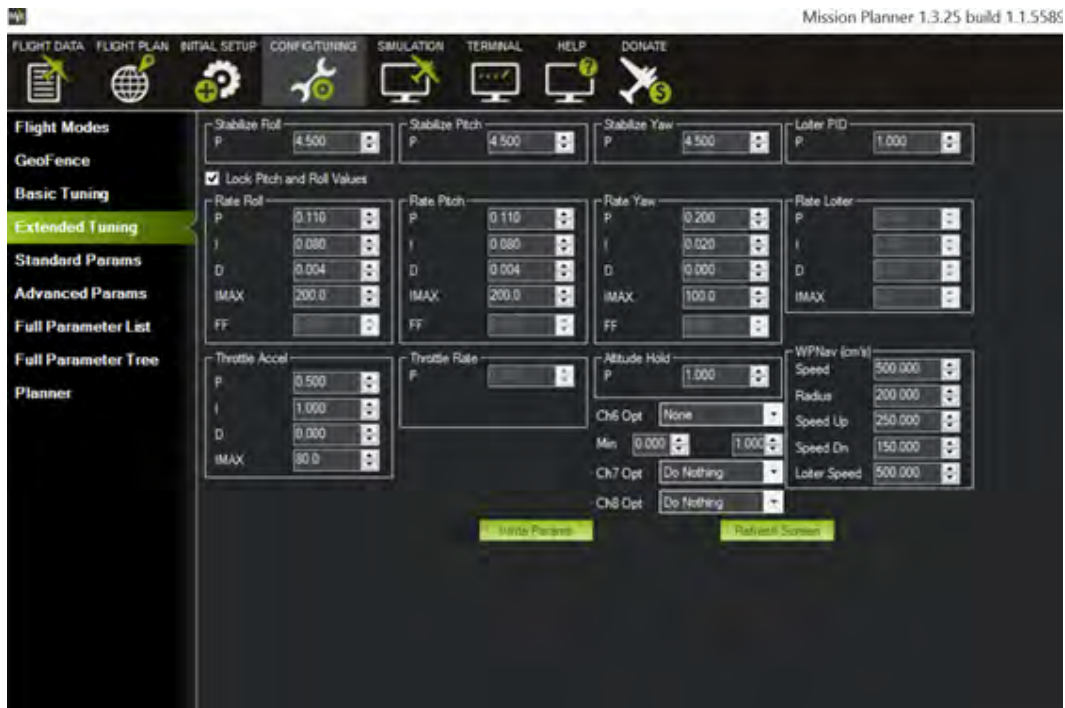 Mission Planner 1.3.25 build 1.1.5589
FLIGHT DATA FLIGHT PLAN INITIAL SETUP CONFIG/TUNING SIMULATION TERMINAL HELP DONATE
Flight Modes
GeoFence
Basic Tuning
Extended Tuning
Standard Params
Advanced Params
Full Parameter List
Full Parameter Tree
Planner
Stabilize Roll
P 4.500
Stabilize Pitch
P 4.500
Stabilize Yaw
P 4.500
Loiter PID
P 1.000
Lock Pitch and Roll Values
Rate Roll
P 0.110
I 0.080
D 0.004
IMAX 200.0
FF
Rate Pitch
P 0.110
I 0.080
D 0.004
IMAX 200.0
FF
Rate Yaw
P 0.200
I 0.020
D 0.000
IMAX 100.0
FF
Rate Loiter
P
I
D
IMAX
Throttle Accel
P 0.500
I 1.000
D 0.000
IMAX 80.0
Throttle Rate
P
Altitude Hold
P 1.000
Ch6 Opt None
Min 0.000 1.000
Ch7 Opt Do Nothing
Ch8 Opt Do Nothing
WPNav (cm's)
Speed 500.000
Radius 200.000
Speed Up 250.000
Speed Dn 150.000
Loiter Speed 500.000
Write Params
Refresh Screen